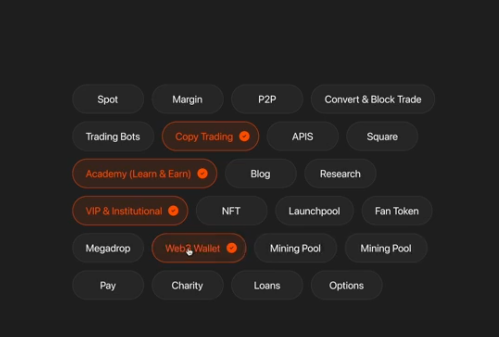 Spot Margin P2P Convert & Block Trade
Trading Bots Copy Trading APIS Square
Academy (Learn & Earn) Blog Research
VIP & Institutional NFT Launchpool Fan Token
Megadrop Web3 Wallet Mining Pool Mining Pool
Pay Charity Loans Options